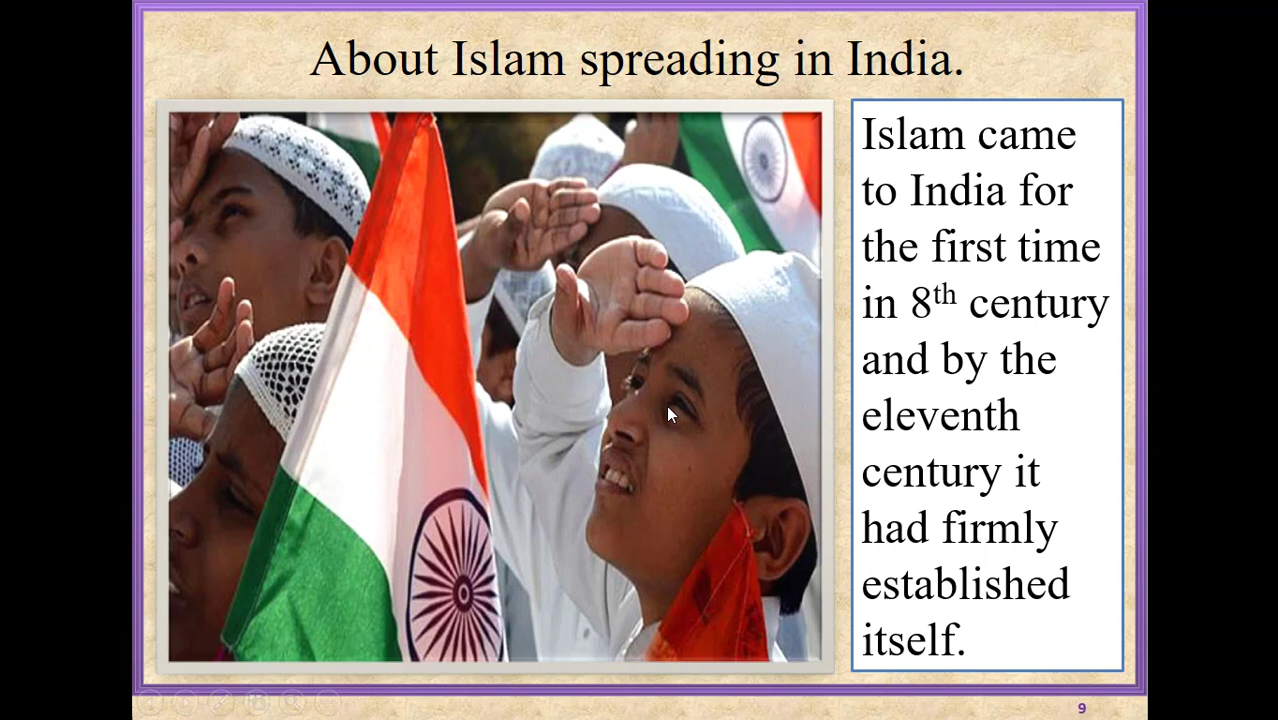 About Islam spreading in India.
Islam came
to India for
the first time
in 8th century
and by the
eleventh
century it
had firmly
established
itself.
9